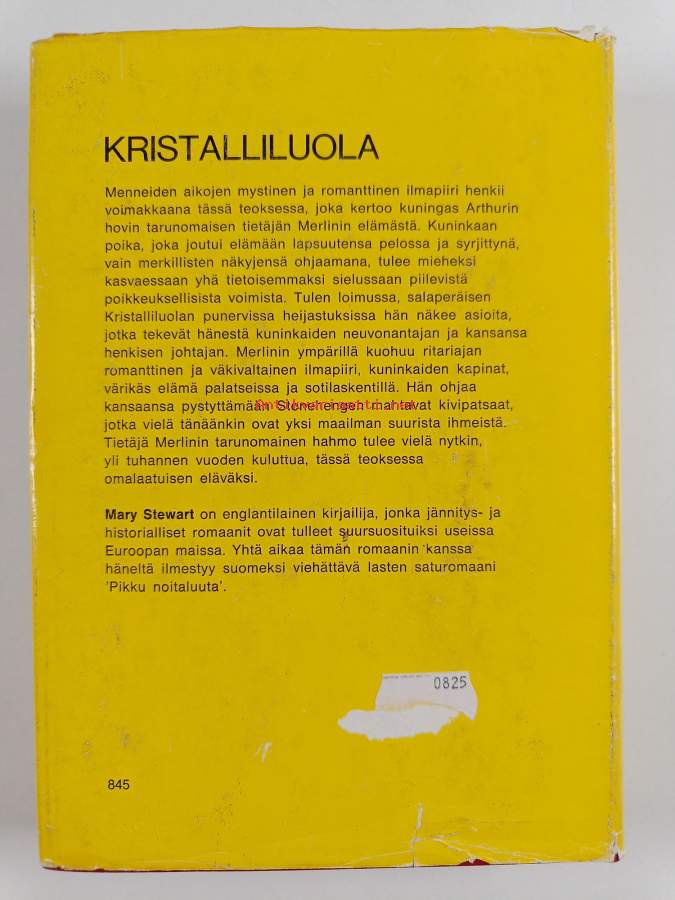 KRISTALLILUOLA
Menneiden aikojen mystinen ja romanttinen ilmapiiri henkii
voimakkaana tässä teoksessa, joka kertoo kuningas Arthurin
hovin tarunomaisen tietäjän Merlinin elämästä. Kuninkaan
poika, joka joutui elämään lapsuutensa pelossa ja syrjittynä,
vain merkillisten näkyjensä ohjaamana, tulee mieheksi
kasvaessaan yhä tietoisemmaksi sielussaan piilevistä
poikkeuksellisista voimista. Tulen loimussa, salaperäisen
Kristalliluolan punervissa heijastuksissa hän näkee asioita,
jotka tekevät hänestä kuninkaiden neuvonantajan ja kansansa
henkisen johtajan. Merlinin ympärillä kuohuu ritariajan
romanttinen ja väkivaltainen ilmapiiri, kuninkaiden kapinat,
värikäs elämä palatseissa ja sotilaskentillä. Hän ohjaa
kansaansa pystyttämään Stonehengen mahtavat kivipatsaat,
jotka vielä tänäänkin ovat yksi maailman suurista ihmeistä.
Tietäjä Merlinin tarunomainen hahmo tulee vielä nytkin,
yli tuhannen vuoden kuluttua, tässä teoksessa
omalaatuisen eläväksi.
Mary Stewart on englantilainen kirjailija, jonka jännitys- ja
historialliset romaanit ovat tulleet suursuosituiksi useissa
Euroopan maissa. Yhtä aikaa tämän romaanin kanssa
häneltä ilmestyy suomeksi viehättävä lasten saturomaani
'Pikku noitaluuta'.
0825
845